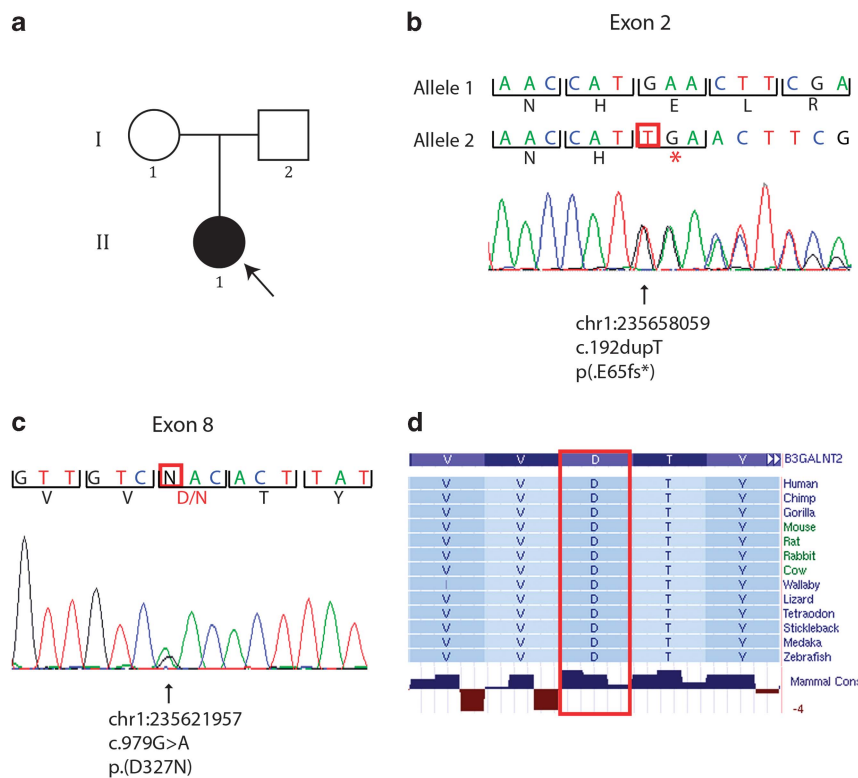 a
I
1
2
II
1
b
Exon 2
Allele 1
A A C C A T G A A C T T C G A
N H E L R
Allele 2
A A C C A T T G A A C T T C G
N H *
chr1:235658059
c.192dupT
p(.E65fs*)
c
Exon 8
G T T G T C N A C A C T T A T
V V D/N T Y
chr1:235621957
c.979G>A
p.(D327N)
d
V V D T Y B3GALNT2
V V D T Y Human
V V D T Y Chimp
V V D T Y Gorilla
V V D T Y Mouse
V V D T Y Rat
V V D T Y Rabbit
V V D T Y Cow
I V D T Y Wallaby
V V D T Y Lizard
V V D T Y Tetraodon
V V D T Y Stickleback
V V D T Y Medaka
V V D T Y Zebrafish
Mammal Cons
-4